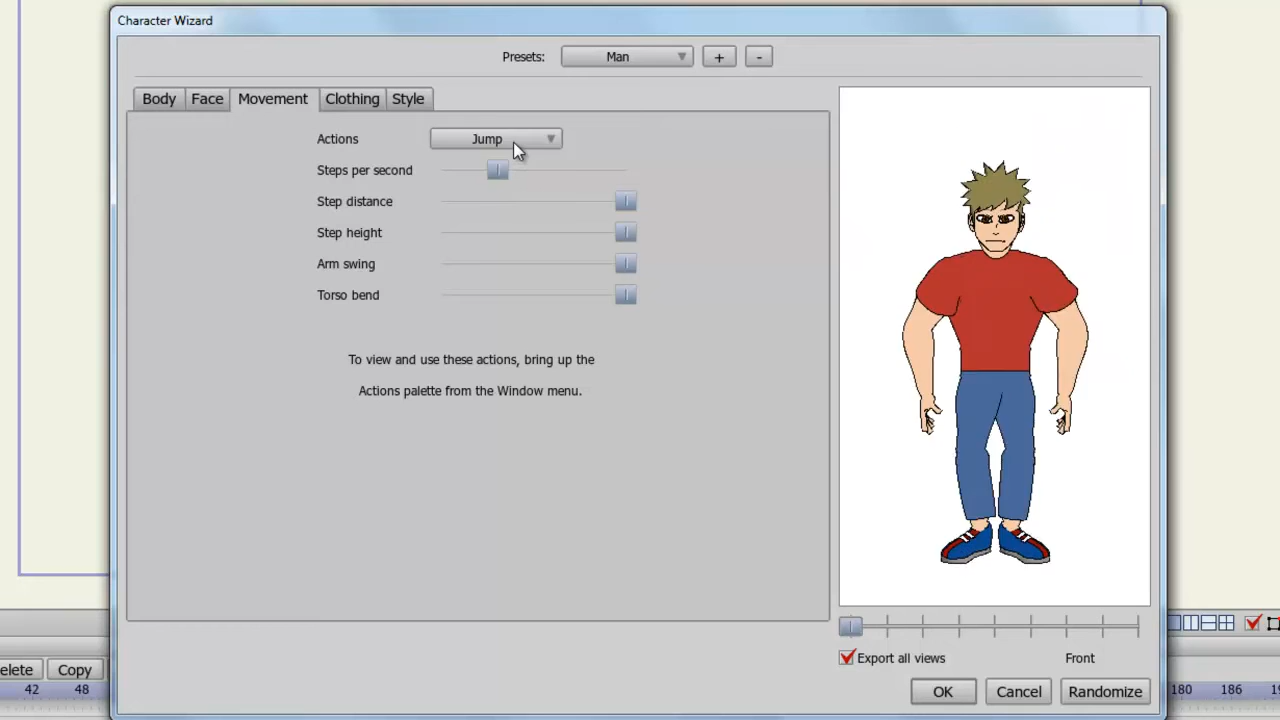 Character Wizard
Presets: Man + -
Body Face Movement Clothing Style
Actions Jump
Steps per second
Step distance
Step height
Arm swing
Torso bend
To view and use these actions, bring up the
Actions palette from the Window menu.
Export all views Front
OK Cancel Randomize
elete Copy
42 48 180 186